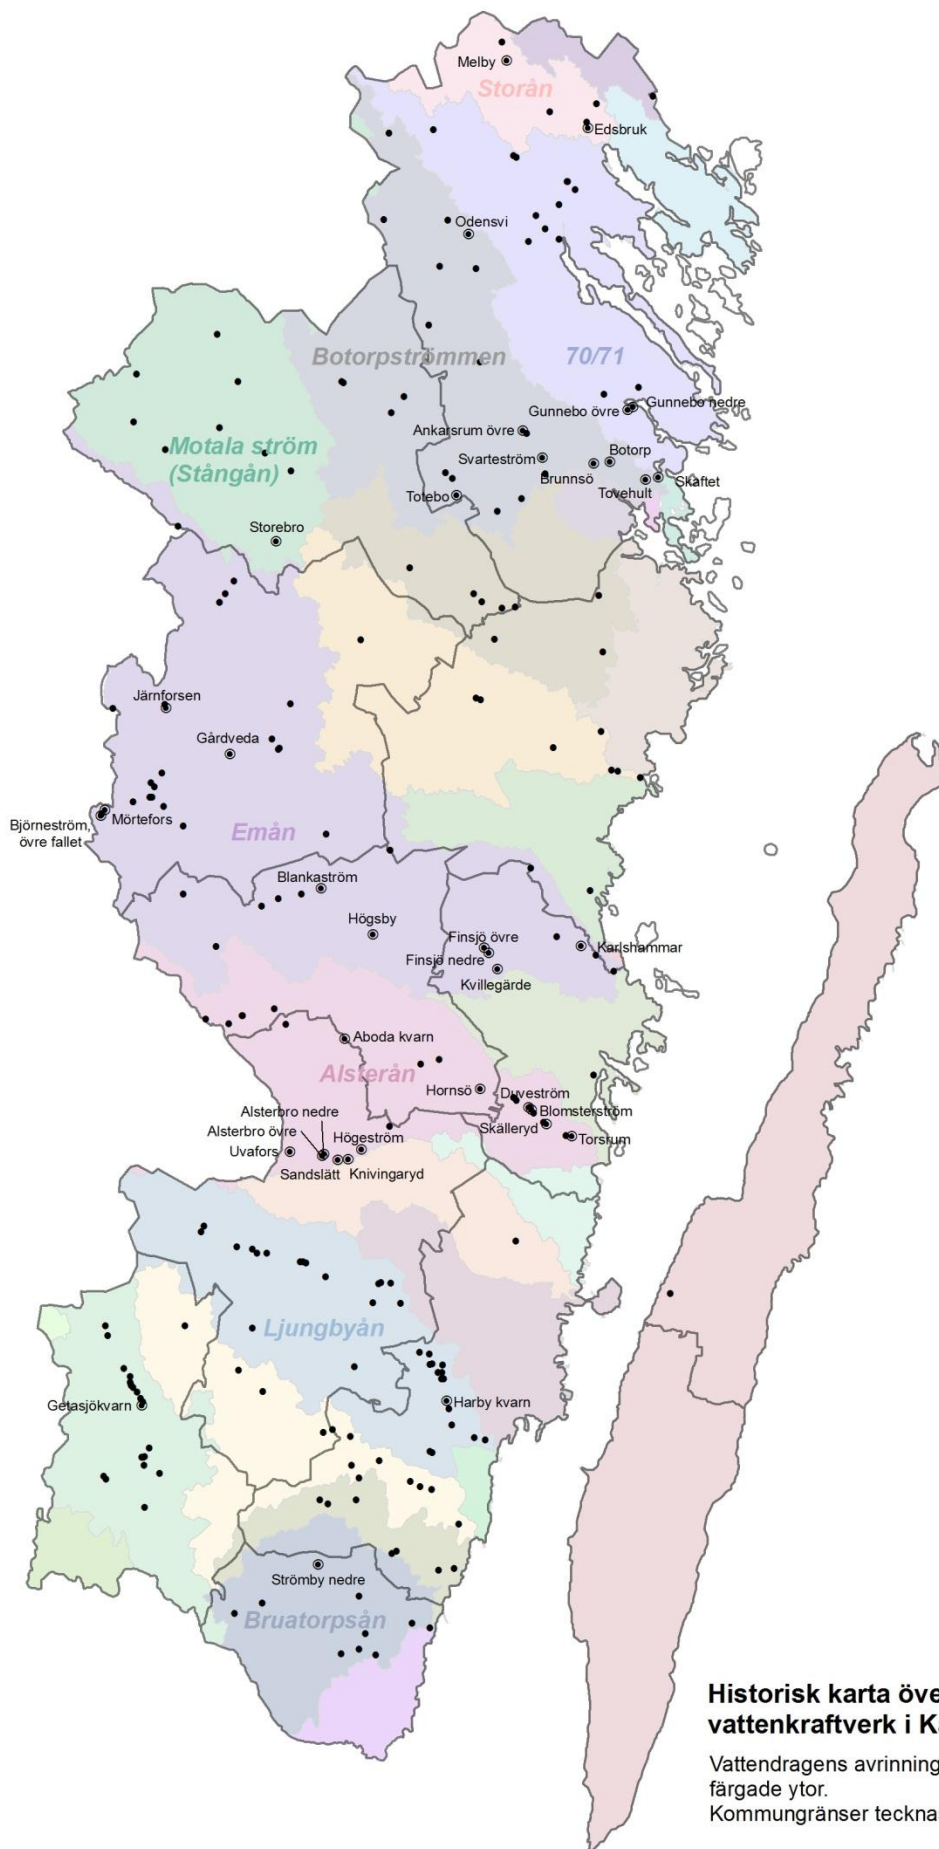 Melby
Storån
Edsbruk
Odensvi
Botorpströmmen
70/71
Gunnebo nedre
Gunnebo övre
Ankarsrum övre
Motala ström
(Stångån)
Svarteström
Botorp
Brunnsö
Skaftet
Tovehult
Totebo
Storebro
Järnforsen
Gårdveda
Mörtefors
Björneström,
övre fallet
Emån
Blankaström
Högsby
Finsjö övre
Karlshammar
Finsjö nedre
Kvillegärde
Aboda kvarn
Alsterån
Hornsö
Duveström
Blomsterström
Skälleryd
Torsrum
Alsterbro nedre
Alsterbro övre
Högeström
Uvafors
Sandslätt
Knivingaryd
Ljungbyån
Getasjökvarn
Harby kvarn
Strömby nedre
Bruatorpsån
Historisk karta öve
vattenkraftverk i K
Vattendragens avrinning
färgade ytor.
Kommungränser teckna